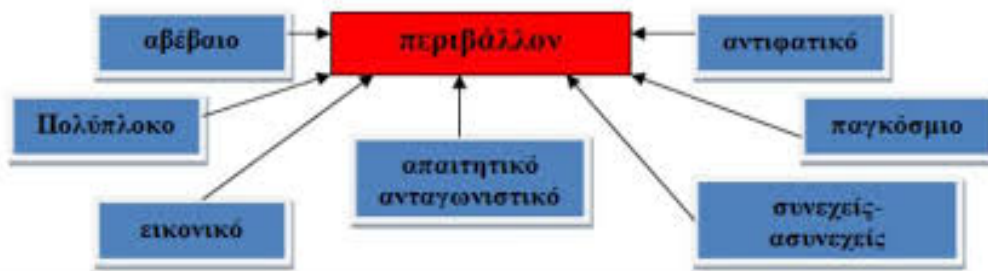 αβέβαιο
περιβάλλον
αντιφατικό
Πολύπλοκο
παγκόσμιο
απαιτητικό
ανταγωνιστικό
εικονικό
συνεχείς-
ασυνεχείς